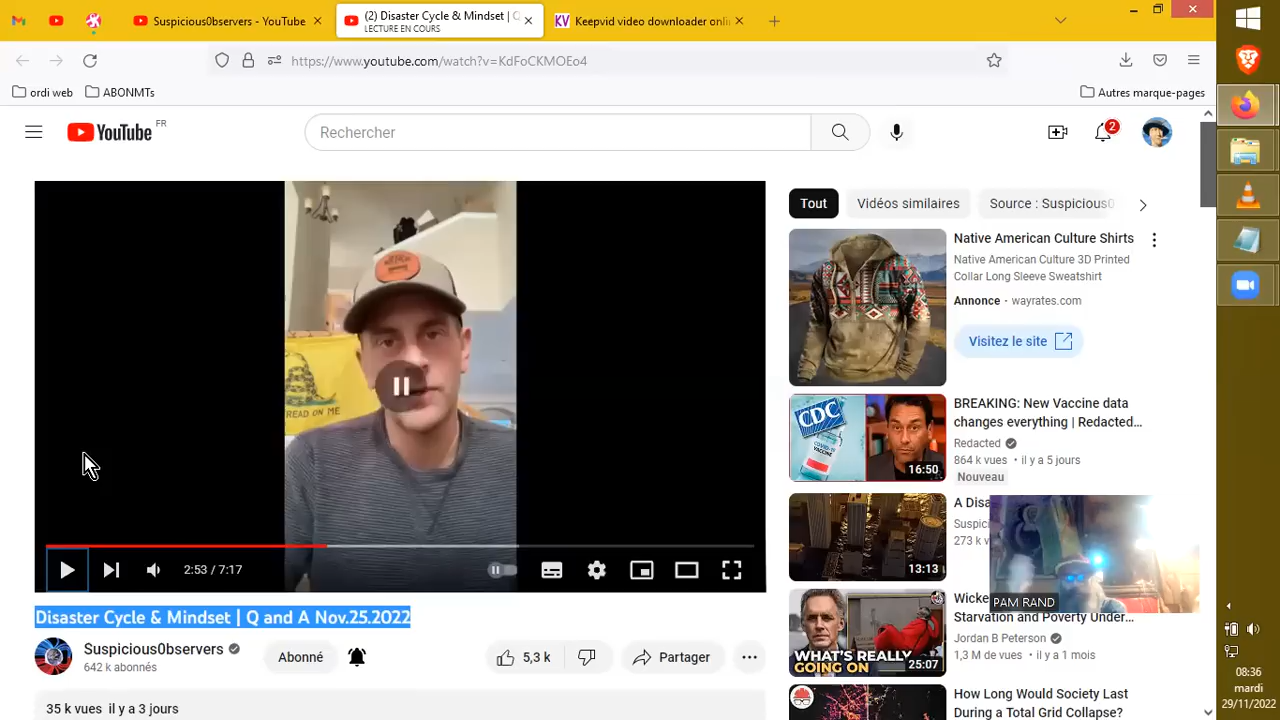 Suspicious0bservers - YouTube
(2) Disaster Cycle & Mindset | Q
LECTURE EN COURS
Keepvid video downloader onli
https://www.youtube.com/watch?v=KdFoCKMOEo4
ordi web
ABONMTs
Autres marque-pages
YouTube FR
Rechercher
2
READ ON ME
2:53 / 7:17
Disaster Cycle & Mindset | Q and A Nov.25.2022
Suspicious0bservers
642 k abonnés
Abonné
5,3 k
Partager
35 k vues il y a 3 jours
Tout
Vidéos similaires
Source : Suspicious0
Native American Culture Shirts
Native American Culture 3D Printed
Collar Long Sleeve Sweatshirt
Annonce • wayrates.com
Visitez le site
CDC
16:50
BREAKING: New Vaccine data
changes everything | Redacted...
Redacted
864 k vues • il y a 5 jours
Nouveau
13:13
A Disa
Suspic
273 k
PAM RAND
WHAT'S REALLY
GOING ON
25:07
Wicke
Starvation and Poverty Under...
Jordan B Peterson
1,3 M de vues • il y a 1 mois
How Long Would Society Last
During a Total Grid Collapse?
08:36
mardi
29/11/2022